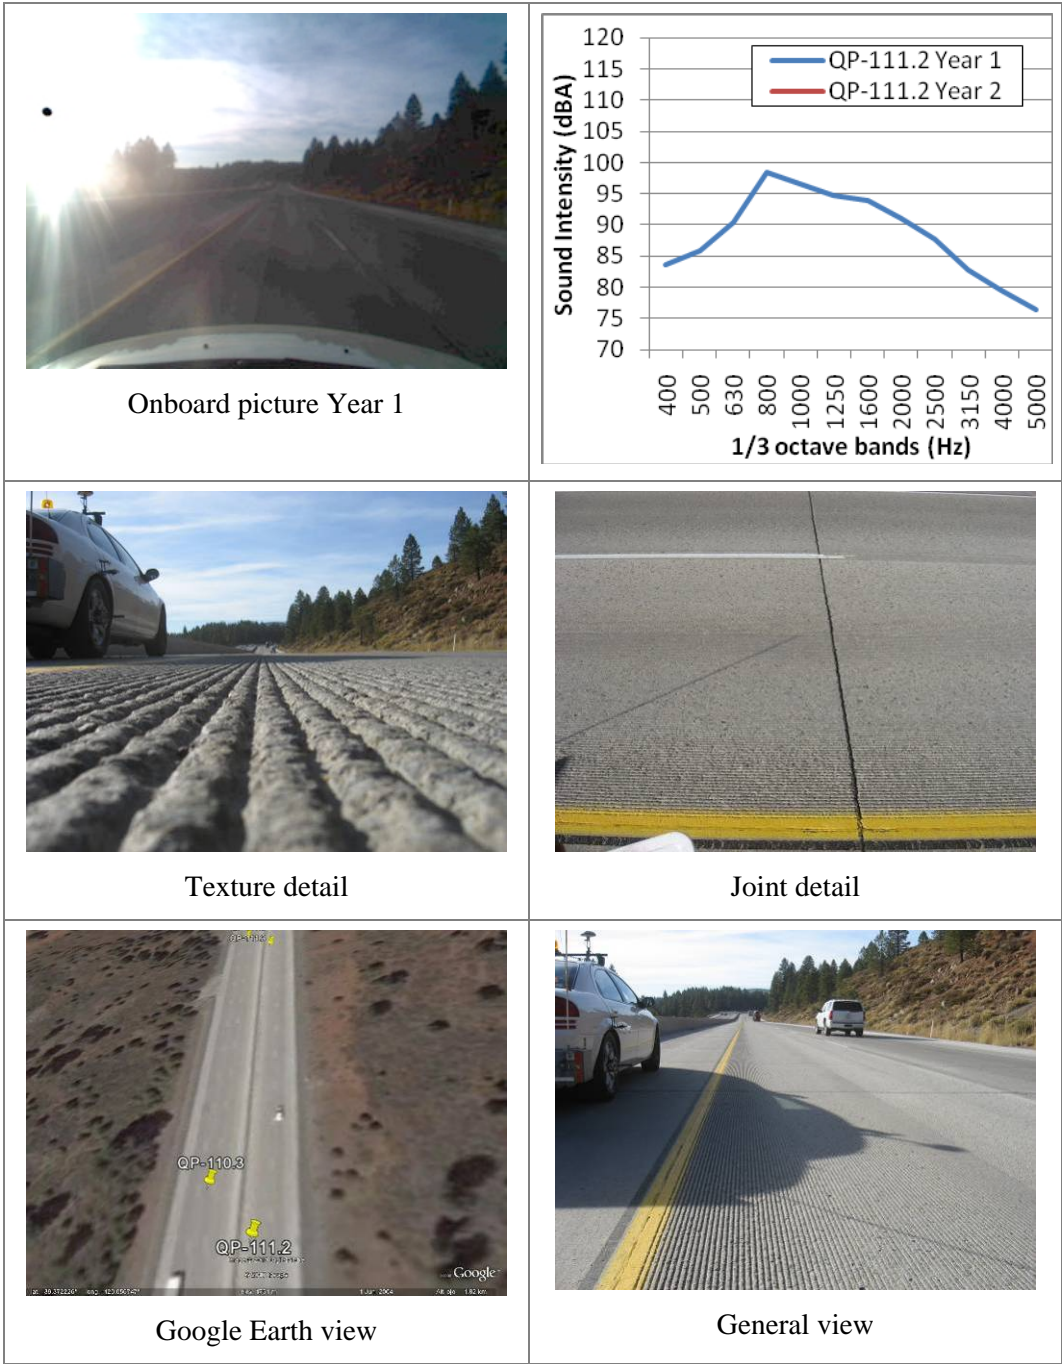 120
115
110
105
100
95
90
85
80
75
70
Sound Intensity (dBA)
QP-111.2 Year 1
QP-111.2 Year 2
400
500
630
800
1000
1250
1600
2000
2500
3150
4000
5000
1/3 octave bands (Hz)
Onboard picture Year 1
Texture detail
Joint detail
QP-110.3
QP-111.2
Google
Google Earth view
General view